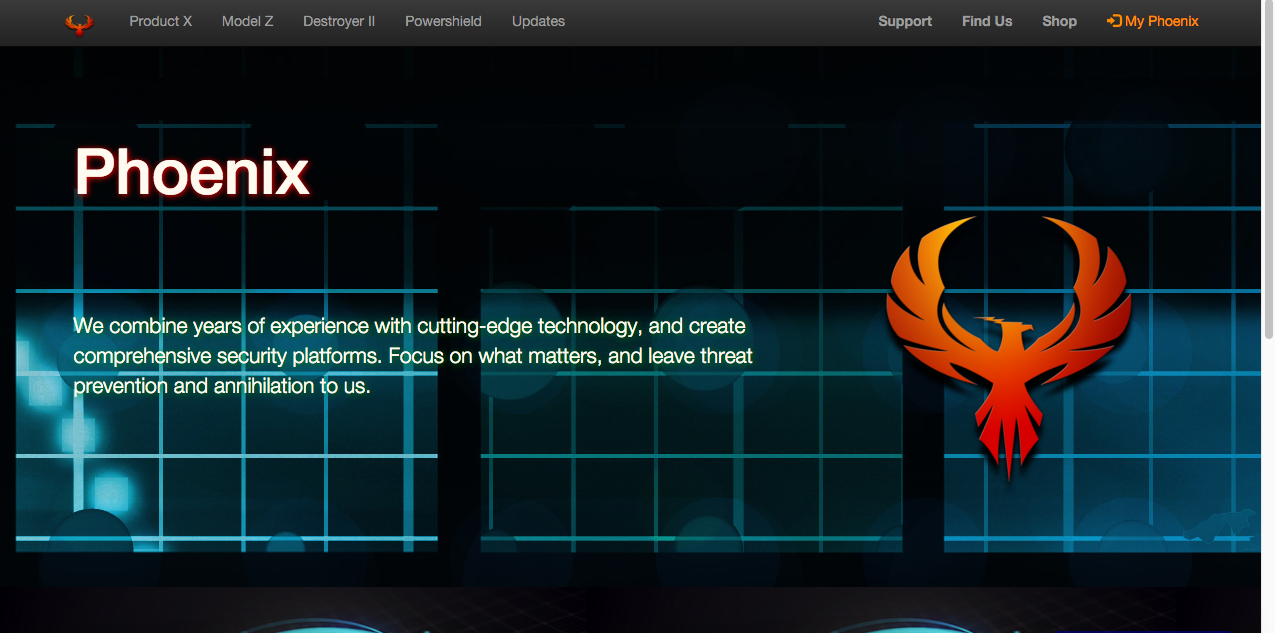 Product X Model Z Destroyer II Powershield Updates Support Find Us Shop My Phoenix
Phoenix
We combine years of experience with cutting-edge technology, and create
comprehensive security platforms. Focus on what matters, and leave threat
prevention and annihilation to us.